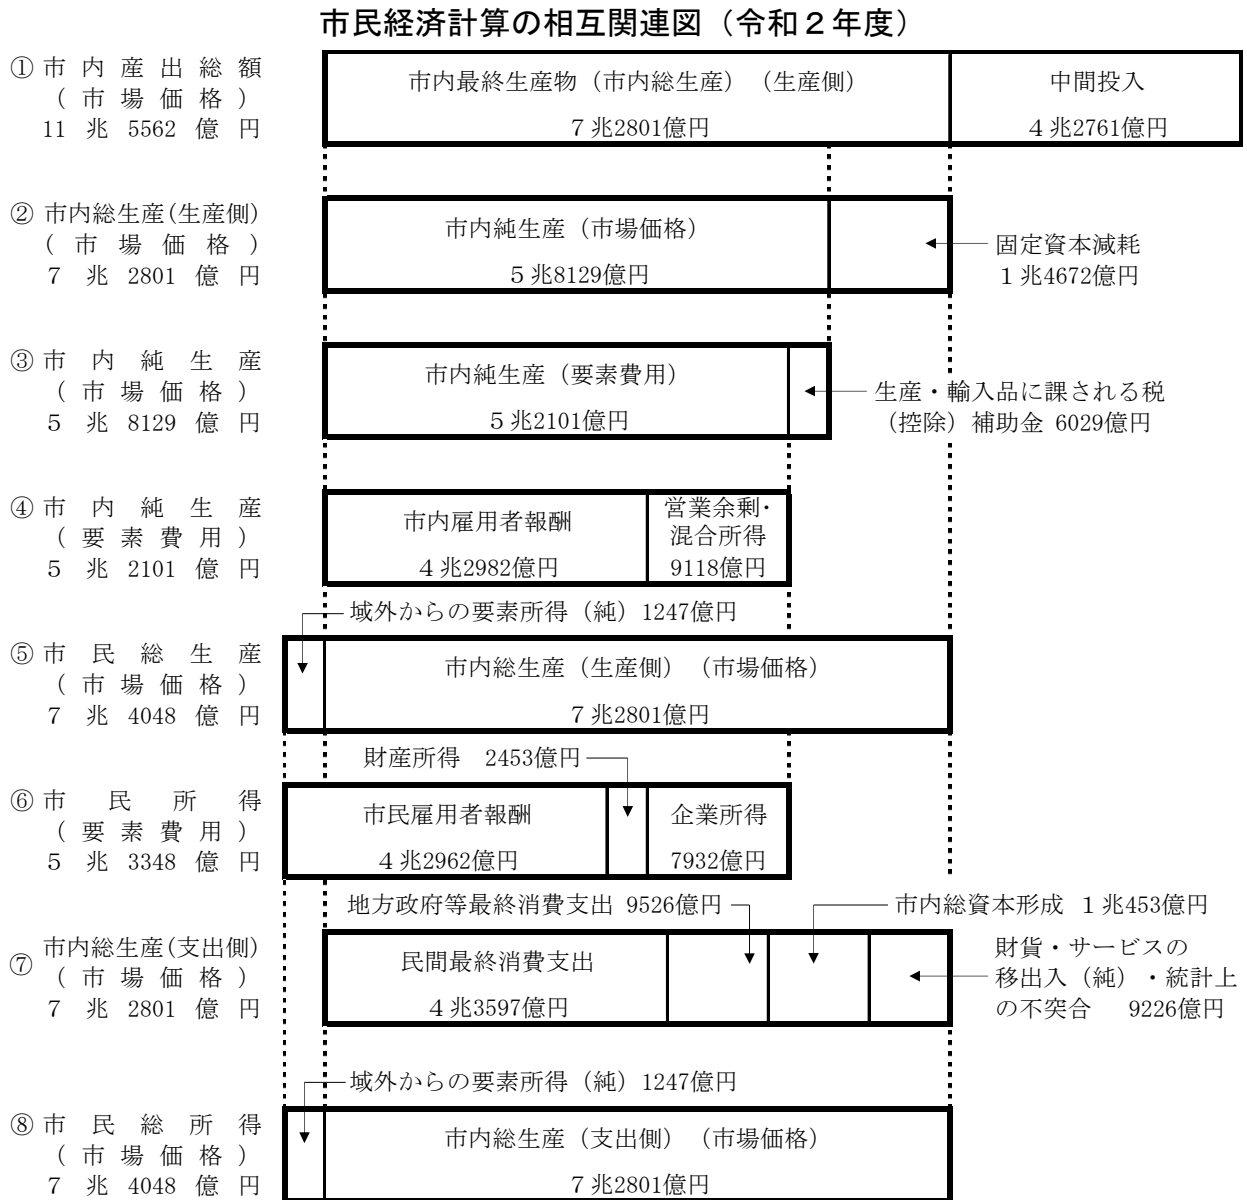 市民経済計算の相互関連図（令和２年度）
① 市内産出総額
（市場価格）
11 兆 5562 億 円
市内最終生産物（市内総生産）（生産側）
７兆2801億円
中間投入
４兆2761億円
② 市内総生産(生産側)
（市場価格）
７ 兆 2801 億 円
市内純生産（市場価格）
５兆8129億円
固定資本減耗
１兆4672億円
③ 市内純生産
（市場価格）
５ 兆 8129 億 円
市内純生産（要素費用）
５兆2101億円
生産・輸入品に課される税
（控除）補助金 6029億円
④ 市内純生産
（要素費用）
５ 兆 2101 億 円
市内雇用者報酬
４兆2982億円
営業余剰・
混合所得
9118億円
域外からの要素所得（純）1247億円
⑤ 市民総生産
（市場価格）
７ 兆 4048 億 円
市内総生産（生産側）（市場価格）
７兆2801億円
財産所得　2453億円
⑥ 市民所得
（要素費用）
５ 兆 3348 億 円
市民雇用者報酬
４兆2962億円
企業所得
7932億円
地方政府等最終消費支出 9526億円
市内総資本形成 １兆453億円
⑦ 市内総生産(支出側)
（市場価格）
７ 兆 2801 億 円
民間最終消費支出
４兆3597億円
財貨・サービスの
移出入（純）・統計上
の不突合　9226億円
域外からの要素所得（純）1247億円
⑧ 市民総所得
（市場価格）
７ 兆 4048 億 円
市内総生産（支出側）（市場価格）
７兆2801億円